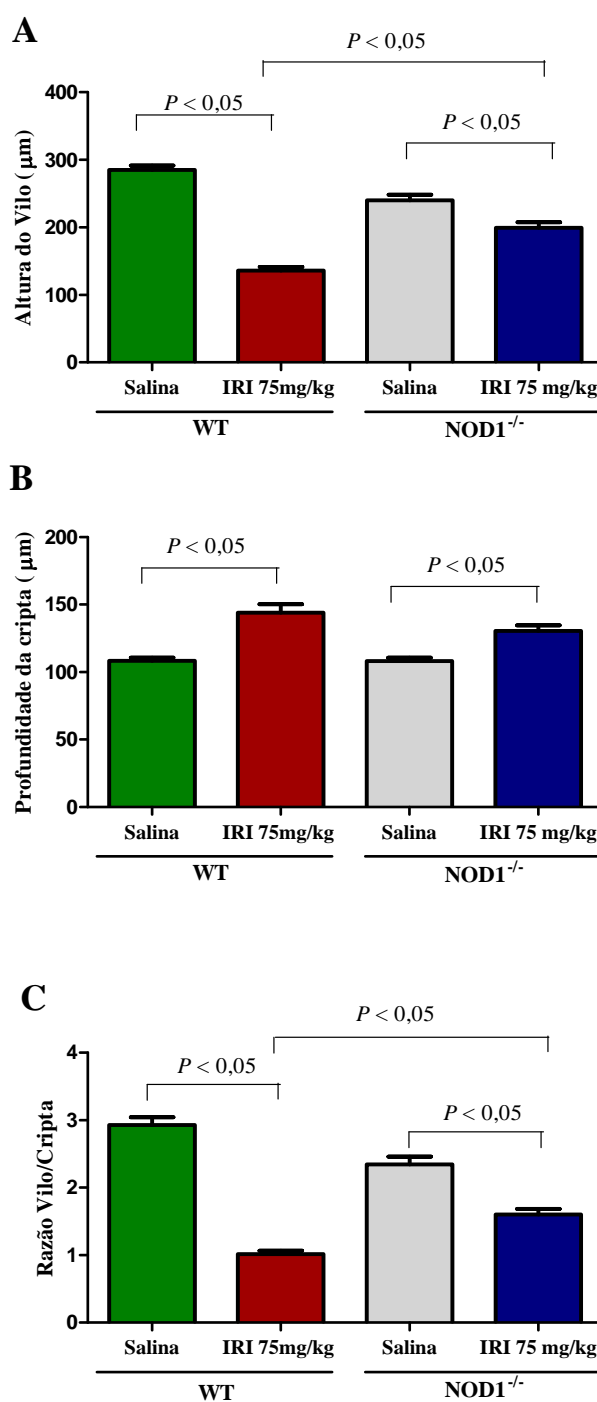 A
P < 0,05
P < 0,05
P < 0,05
Altura do Vilo ( μm)
400
300
200
100
0
Salina
IRI 75mg/kg
Salina
IRI 75 mg/kg
WT
NOD1-/-
B
P < 0,05
P < 0,05
Profundidade da cripta ( μm)
200
150
100
50
0
Salina
IRI 75mg/kg
Salina
IRI 75 mg/kg
WT
NOD1-/-
C
P < 0,05
P < 0,05
P < 0,05
Razão Vilo/Cripta
4
3
2
1
0
Salina
IRI 75mg/kg
Salina
IRI 75 mg/kg
WT
NOD1-/-